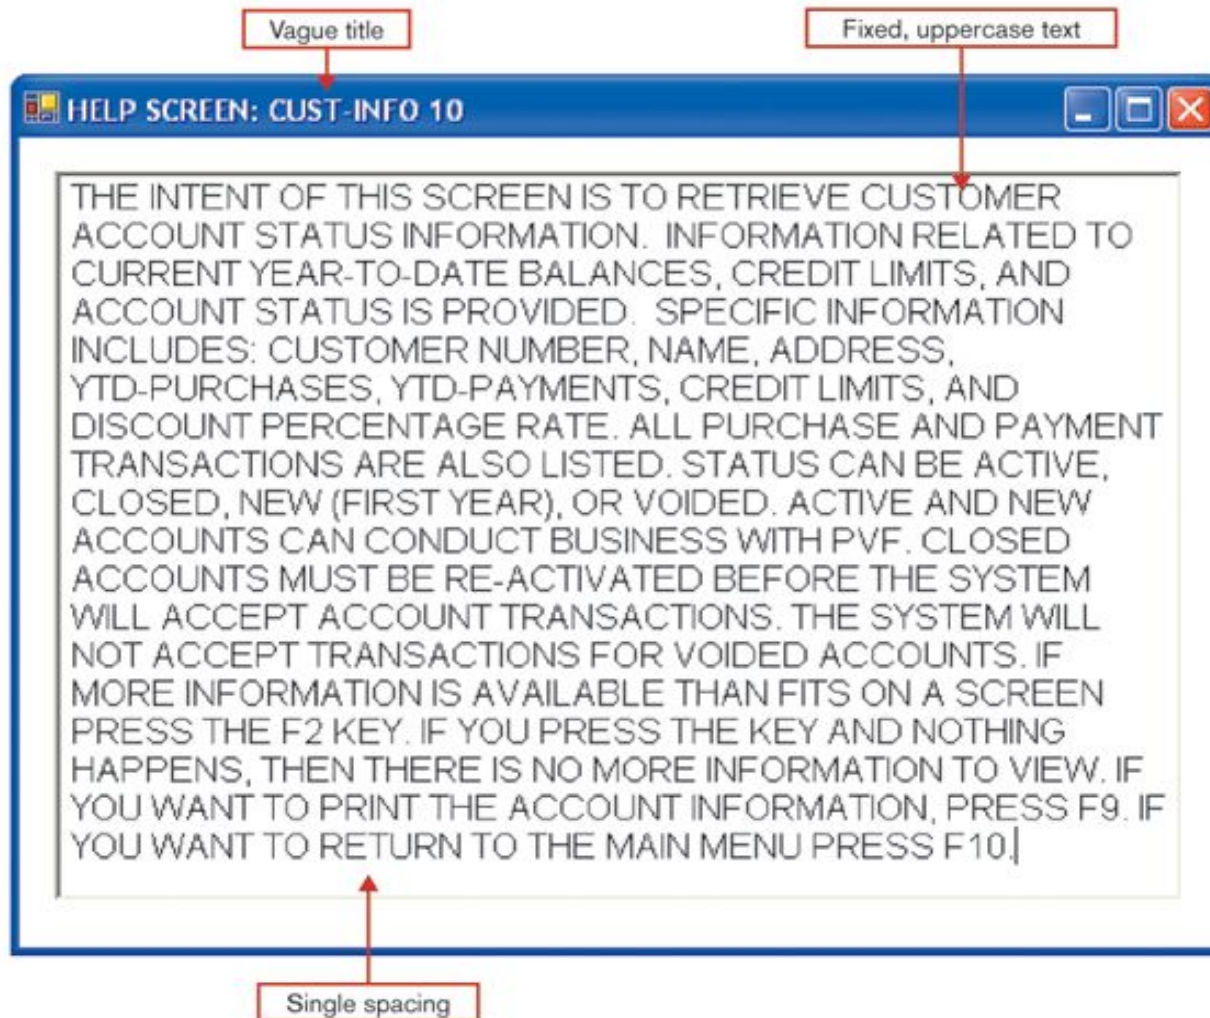 Vague title
Fixed, uppercase text
HELP SCREEN: CUST-INFO 10
THE INTENT OF THIS SCREEN IS TO RETRIEVE CUSTOMER
ACCOUNT STATUS INFORMATION.  INFORMATION RELATED TO
CURRENT YEAR-TO-DATE BALANCES, CREDIT LIMITS, AND
ACCOUNT STATUS IS PROVIDED.  SPECIFIC INFORMATION
INCLUDES: CUSTOMER NUMBER, NAME, ADDRESS,
YTD-PURCHASES, YTD-PAYMENTS, CREDIT LIMITS, AND
DISCOUNT PERCENTAGE RATE. ALL PURCHASE AND PAYMENT
TRANSACTIONS ARE ALSO LISTED. STATUS CAN BE ACTIVE,
CLOSED, NEW (FIRST YEAR), OR VOIDED. ACTIVE AND NEW
ACCOUNTS CAN CONDUCT BUSINESS WITH PVF. CLOSED
ACCOUNTS MUST BE RE-ACTIVATED BEFORE THE SYSTEM
WILL ACCEPT ACCOUNT TRANSACTIONS. THE SYSTEM WILL
NOT ACCEPT TRANSACTIONS FOR VOIDED ACCOUNTS. IF
MORE INFORMATION IS AVAILABLE THAN FITS ON A SCREEN
PRESS THE F2 KEY. IF YOU PRESS THE KEY AND NOTHING
HAPPENS, THEN THERE IS NO MORE INFORMATION TO VIEW. IF
YOU WANT TO PRINT THE ACCOUNT INFORMATION, PRESS F9. IF
YOU WANT TO RETURN TO THE MAIN MENU PRESS F10.
Single spacing